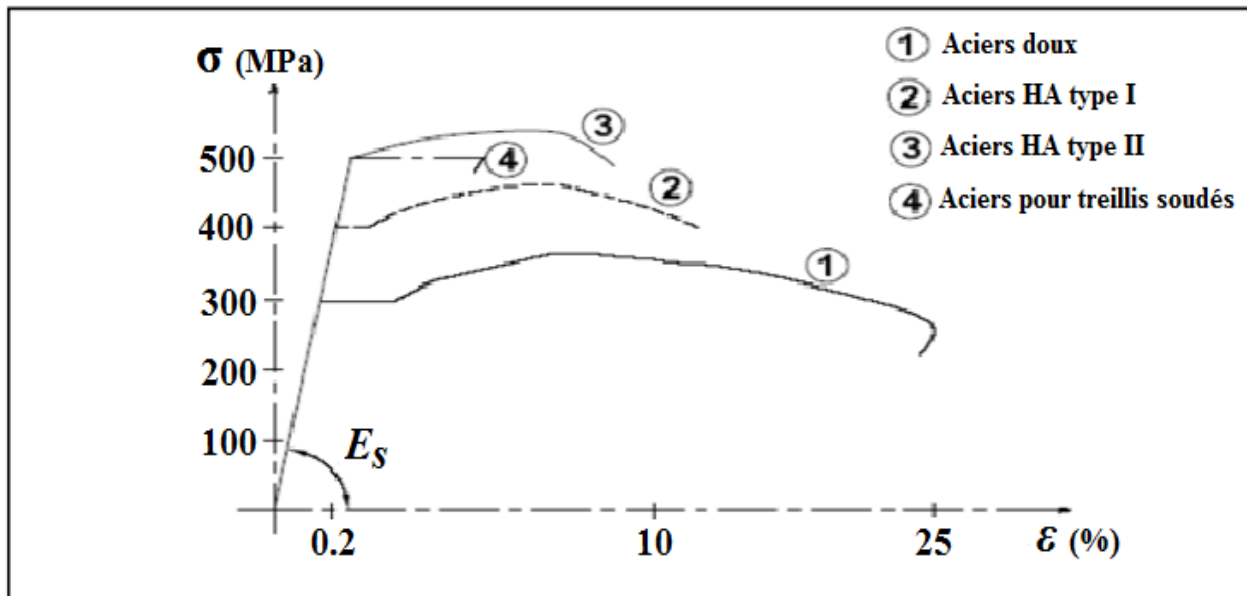 σ (MPa)
500
400
300
200
100
E_S
0.2
10
25
ε (%)
3
4
2
1
1 Aciers doux
2 Aciers HA type I
3 Aciers HA type II
4 Aciers pour treillis soudés